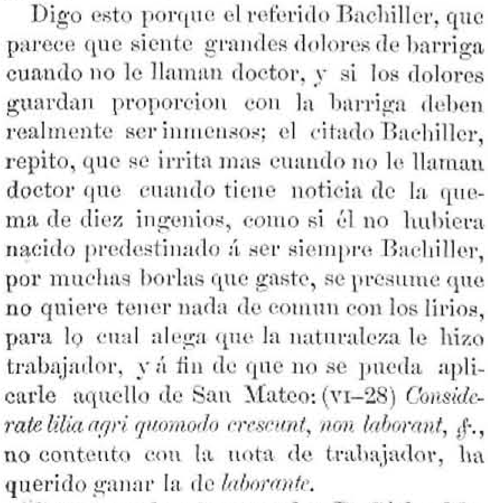 Digo esto porque el referido Bachiller, que
parece que siente grandes dolores de barriga
cuando no le llaman doctor, y si los dolores
guardan proporcion con la barriga deben
realmente ser inmensos; el citado Bachiller,
repito, que se irrita mas cuando no le llaman
doctor que cuando tiene noticia de la que-
ma de diez ingenios, como si él no hubiera
nacido predestinado á ser siempre Bachiller,
por muchas borlas que gaste, se presume que
no quiere tener nada de comun con los lirios,
para lo cual alega que la naturaleza le hizo
trabajador, y á fin de que no se pueda apli-
carle aquello de San Mateo: (VI-28) Conside-
rate lilia agri quomodo crescunt, non laborant, &.,
no contento con la nota de trabajador, ha
querido ganar la de laborante.